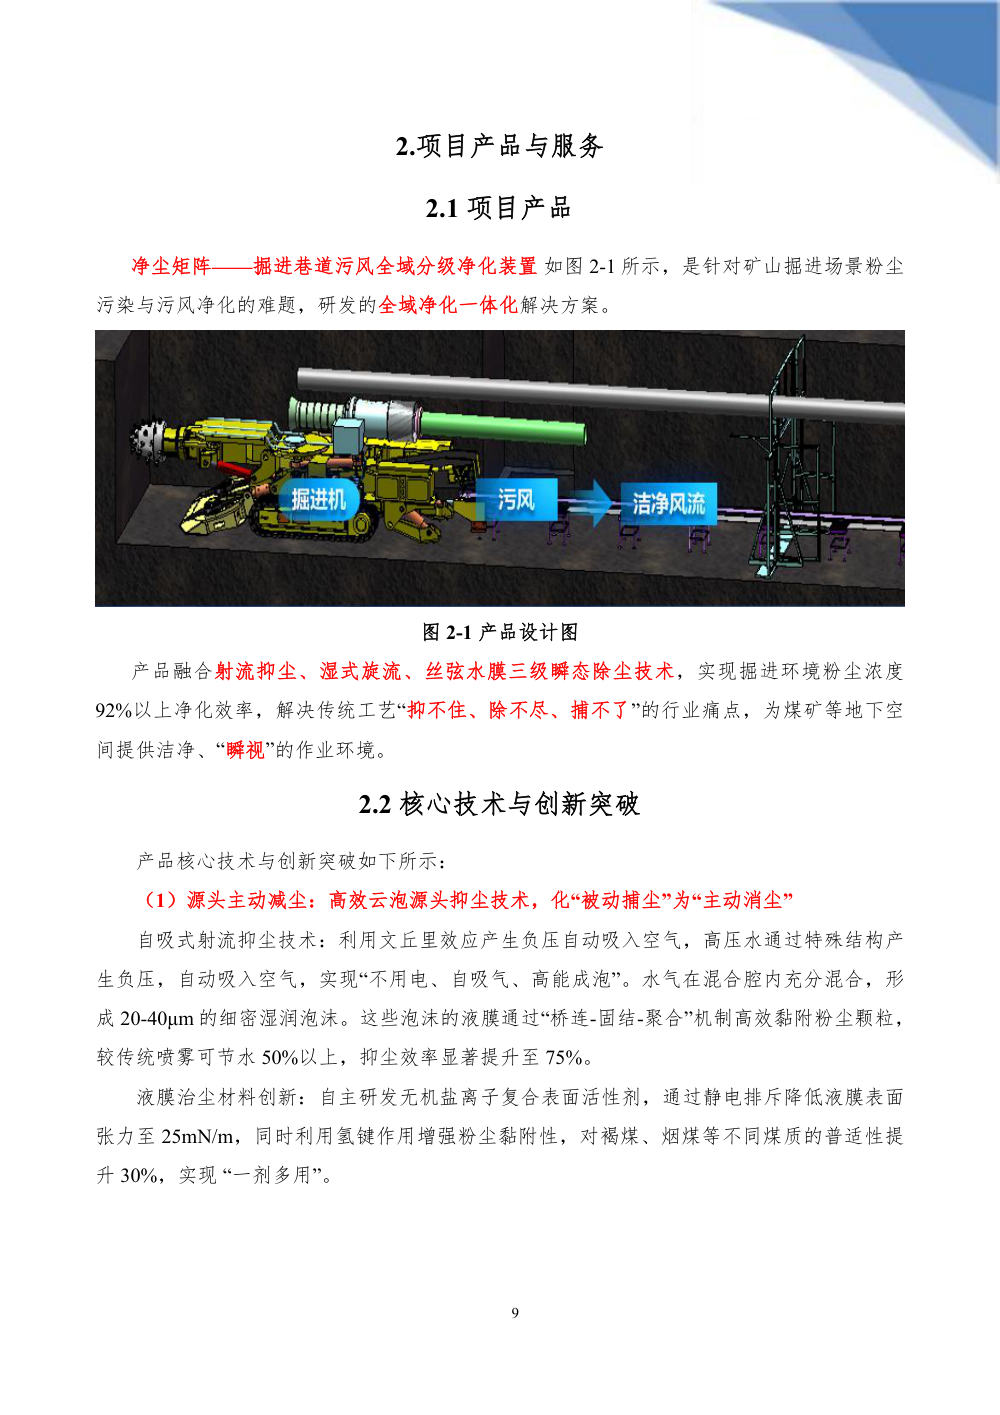 2.项目产品与服务
2.1 项目产品
净尘矩阵——掘进巷道污风全域分级净化装置 如图 2-1 所示，是针对矿山掘进场景粉尘
污染与污风净化的难题，研发的全域净化一体化解决方案。
掘进机
污风
洁净风流
图 2-1 产品设计图
产品融合射流抑尘、湿式旋流、丝弦水膜三级瞬态除尘技术，实现掘进环境粉尘浓度
92%以上净化效率，解决传统工艺“抑不住、除不尽、捕不了”的行业痛点，为煤矿等地下空
间提供洁净、“瞬视”的作业环境。
2.2 核心技术与创新突破
产品核心技术与创新突破如下所示：
（1）源头主动减尘：高效云泡源头抑尘技术，化“被动捕尘”为“主动消尘”
自吸式射流抑尘技术：利用文丘里效应产生负压自动吸入空气，高压水通过特殊结构产
生负压，自动吸入空气，实现“不用电、自吸气、高能成泡”。水气在混合腔内充分混合，形
成 20-40μm 的细密湿润泡沫。这些泡沫的液膜通过“桥连-固结-聚合”机制高效黏附粉尘颗粒，
较传统喷雾可节水 50%以上，抑尘效率显著提升至 75%。
液膜治尘材料创新：自主研发无机盐离子复合表面活性剂，通过静电排斥降低液膜表面
张力至 25mN/m，同时利用氢键作用增强粉尘黏附性，对褐煤、烟煤等不同煤质的普适性提
升 30%，实现 “一剂多用”。
9